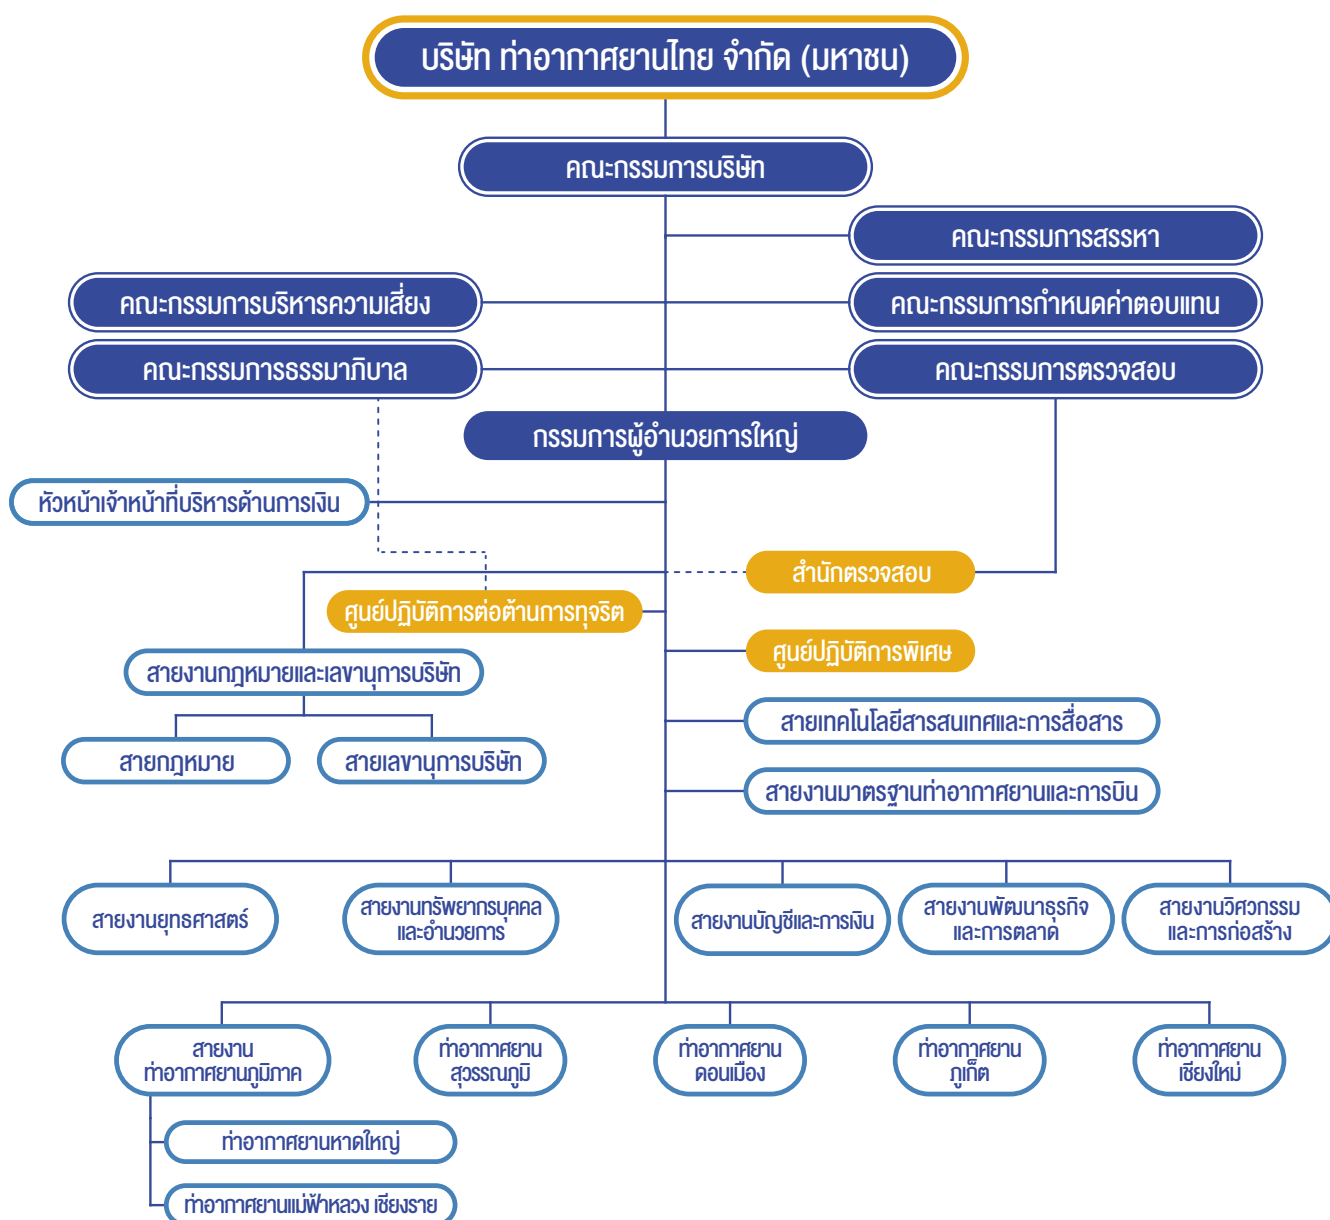 บริษัท ท่าอากาศยานไทย จำกัด (มหาชน)
คณะกรรมการบริษัท
คณะกรรมการสรรหา
คณะกรรมการบริหารความเสี่ยง
คณะกรรมการกำหนดค่าตอบแทน
คณะกรรมการธรรมาภิบาล
คณะกรรมการตรวจสอบ
กรรมการผู้อำนวยการใหญ่
หัวหน้าเจ้าหน้าที่บริหารด้านการเงิน
สำนักตรวจสอบ
ศูนย์ปฏิบัติการต่อต้านการทุจริต
ศูนย์ปฏิบัติการพิเศษ
สายงานกฎหมายและเลขานุการบริษัท
สายเทคโนโลยีสารสนเทศและการสื่อสาร
สายกฎหมาย
สายเลขานุการบริษัท
สายงานมาตรฐานท่าอากาศยานและการบิน
สายงานยุทธศาสตร์
สายงานทรัพยากรบุคคล
และอำนวยการ
สายงานบัญชีและการเงิน
สายงานพัฒนาธุรกิจ
และการตลาด
สายงานวิศวกรรม
และการก่อสร้าง
สายงาน
ท่าอากาศยานภูมิภาค
ท่าอากาศยาน
สุวรรณภูมิ
ท่าอากาศยาน
ดอนเมือง
ท่าอากาศยาน
ภูเก็ต
ท่าอากาศยาน
เชียงใหม่
ท่าอากาศยานหาดใหญ่
ท่าอากาศยานแม่ฟ้าหลวง เชียงราย